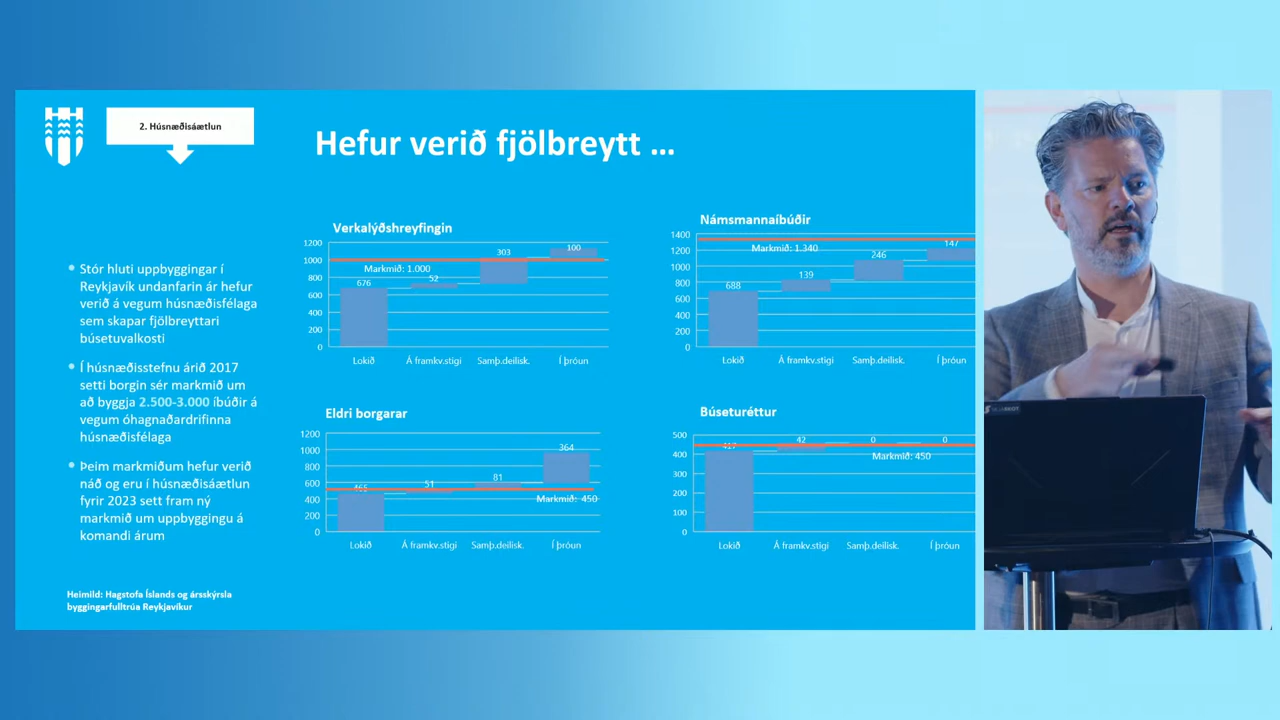 2. Húsnæðisáætlun
Hefur verið fjölbreytt ...
• Stór hluti uppbyggingar í
Reykjavík undanfarin ár hefur
verið á vegum húsnæðisfélaga
sem skapar fjölbreyttari
búsetuvalkosti
• Í húsnæðisstefnu árið 2017
setti borgin sér markmið um
að byggja 2.500-3.000 íbúðir á
vegum óhagnaðardrifinna
húsnæðisfélaga
• Þeim markmiðum hefur verið
náð og eru í húsnæðisáætlun
fyrir 2023 sett fram ný
markmið um uppbyggingu á
komandi árum
Heimild: Hagstofa Íslands og ársskýrsla
byggingarfulltrúa Reykjavíkur
Verkalýðshreyfingin
1200
1000
800
600
400
200
0
676
52
303
100
Markmið: 1.000
Lokið
Á framkv.stigi
Samþ.deilisk.
Í þróun
Námsmannaíbúðir
1400
1200
1000
800
600
400
200
0
688
139
246
147
Markmið: 1.340
Lokið
Á framkv.stigi
Samþ.deilisk.
Í þróun
Eldri borgarar
1200
1000
800
600
400
200
0
465
51
81
364
Markmið: 450
Lokið
Á framkv.stigi
Samþ.deilisk.
Í þróun
Búseturéttur
500
400
300
200
100
0
417
42
0
0
Markmið: 450
Lokið
Á framkv.stigi
Samþ.deilisk.
Í þróun